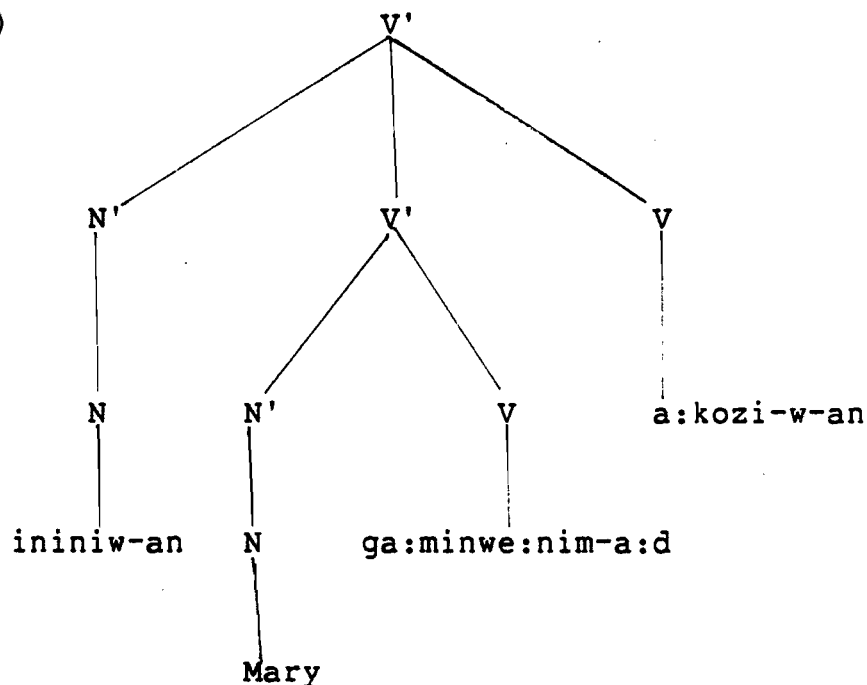 )
V'
N' V' V
N N' V a:kozi-w-an
ininiw-an N ga:minwe:nim-a:d
Mary